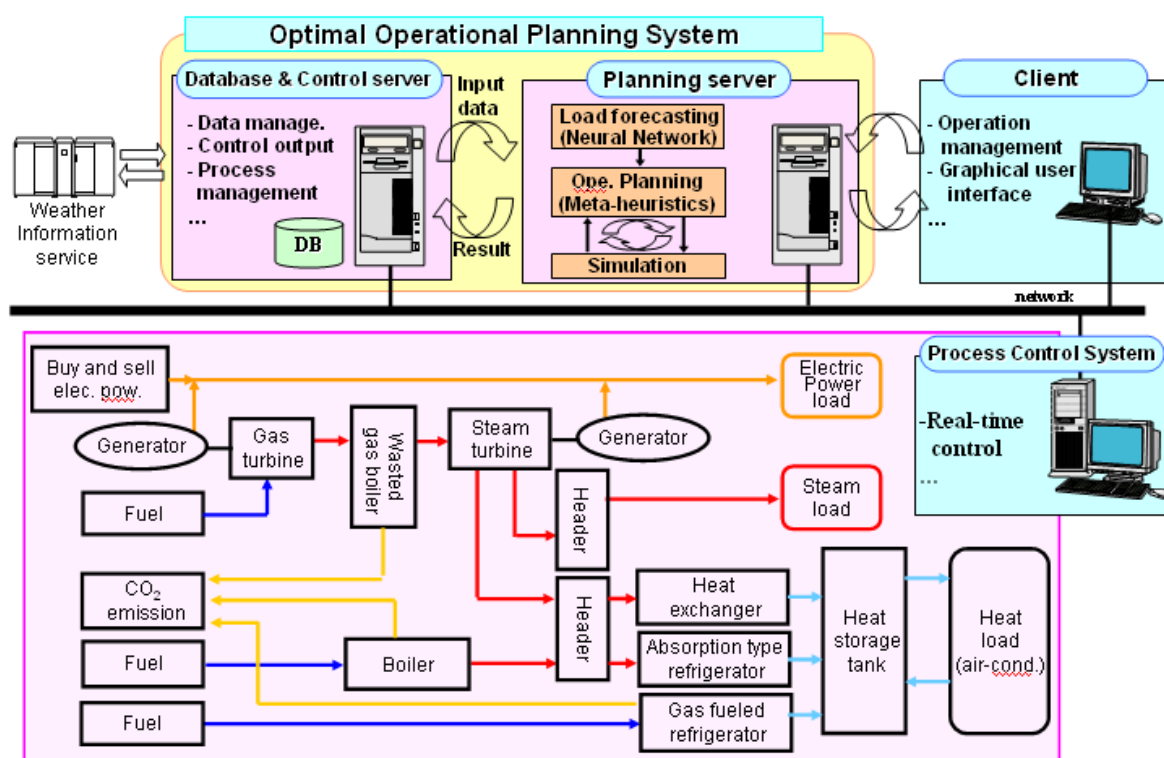 Optimal Operational Planning System
Database & Control server
- Data manage.
- Control output
- Process
management
...
DB
Input
data
Result
Planning server
Load forecasting
(Neural Network)
Ope. Planning
(Meta-heuristics)
Simulation
Client
- Operation
management
- Graphical user
interface
...
Weather
Information
service
network
Process Control System
-Real-time
control
...
Buy and sell
elec. pow.
Electric
Power
load
Generator
Gas
turbine
Wasted
gas boiler
Steam
turbine
Generator
Fuel
Header
Steam
load
CO2
emission
Header
Heat
exchanger
Heat
storage
tank
Heat
load
(air-cond.)
Fuel
Boiler
Absorption type
refrigerator
Fuel
Gas fueled
refrigerator